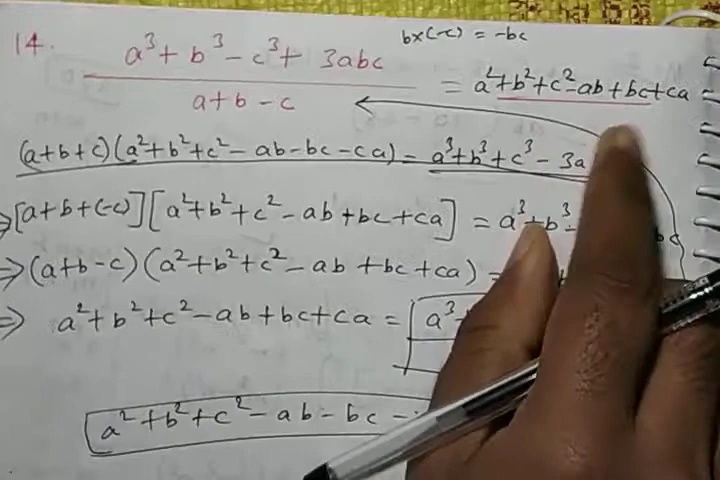 14. a³ + b³ - c³ + 3abc
a + b - c
b×(-c) = -bc
= a² + b² + c² - ab + bc + ca
(a+b+c)(a²+b²+c² - ab - bc - ca) = a³+b³+c³ - 3a
⇒ [a+b+(-c)][a²+b²+c² - ab + bc + ca] = a³+b³
⇒ (a+b-c)(a²+b²+c² - ab + bc + ca) =
⇒ a²+b²+c² - ab + bc + ca = a³
a²+b²+c² - ab - bc -